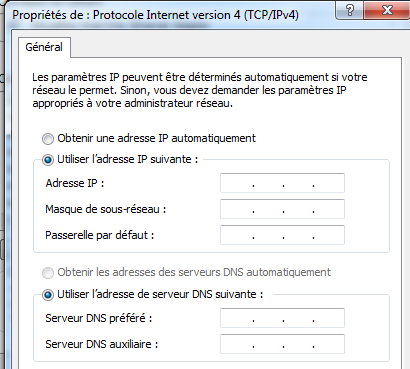 Propriétés de : Protocole Internet version 4 (TCP/IPv4)
Général
Les paramètres IP peuvent être déterminés automatiquement si votre
réseau le permet. Sinon, vous devez demander les paramètres IP
appropriés à votre administrateur réseau.
Obtenir une adresse IP automatiquement
Utiliser l'adresse IP suivante :
Adresse IP :
Masque de sous-réseau :
Passerelle par défaut :
Obtenir les adresses des serveurs DNS automatiquement
Utiliser l'adresse de serveur DNS suivante :
Serveur DNS préféré :
Serveur DNS auxiliaire :